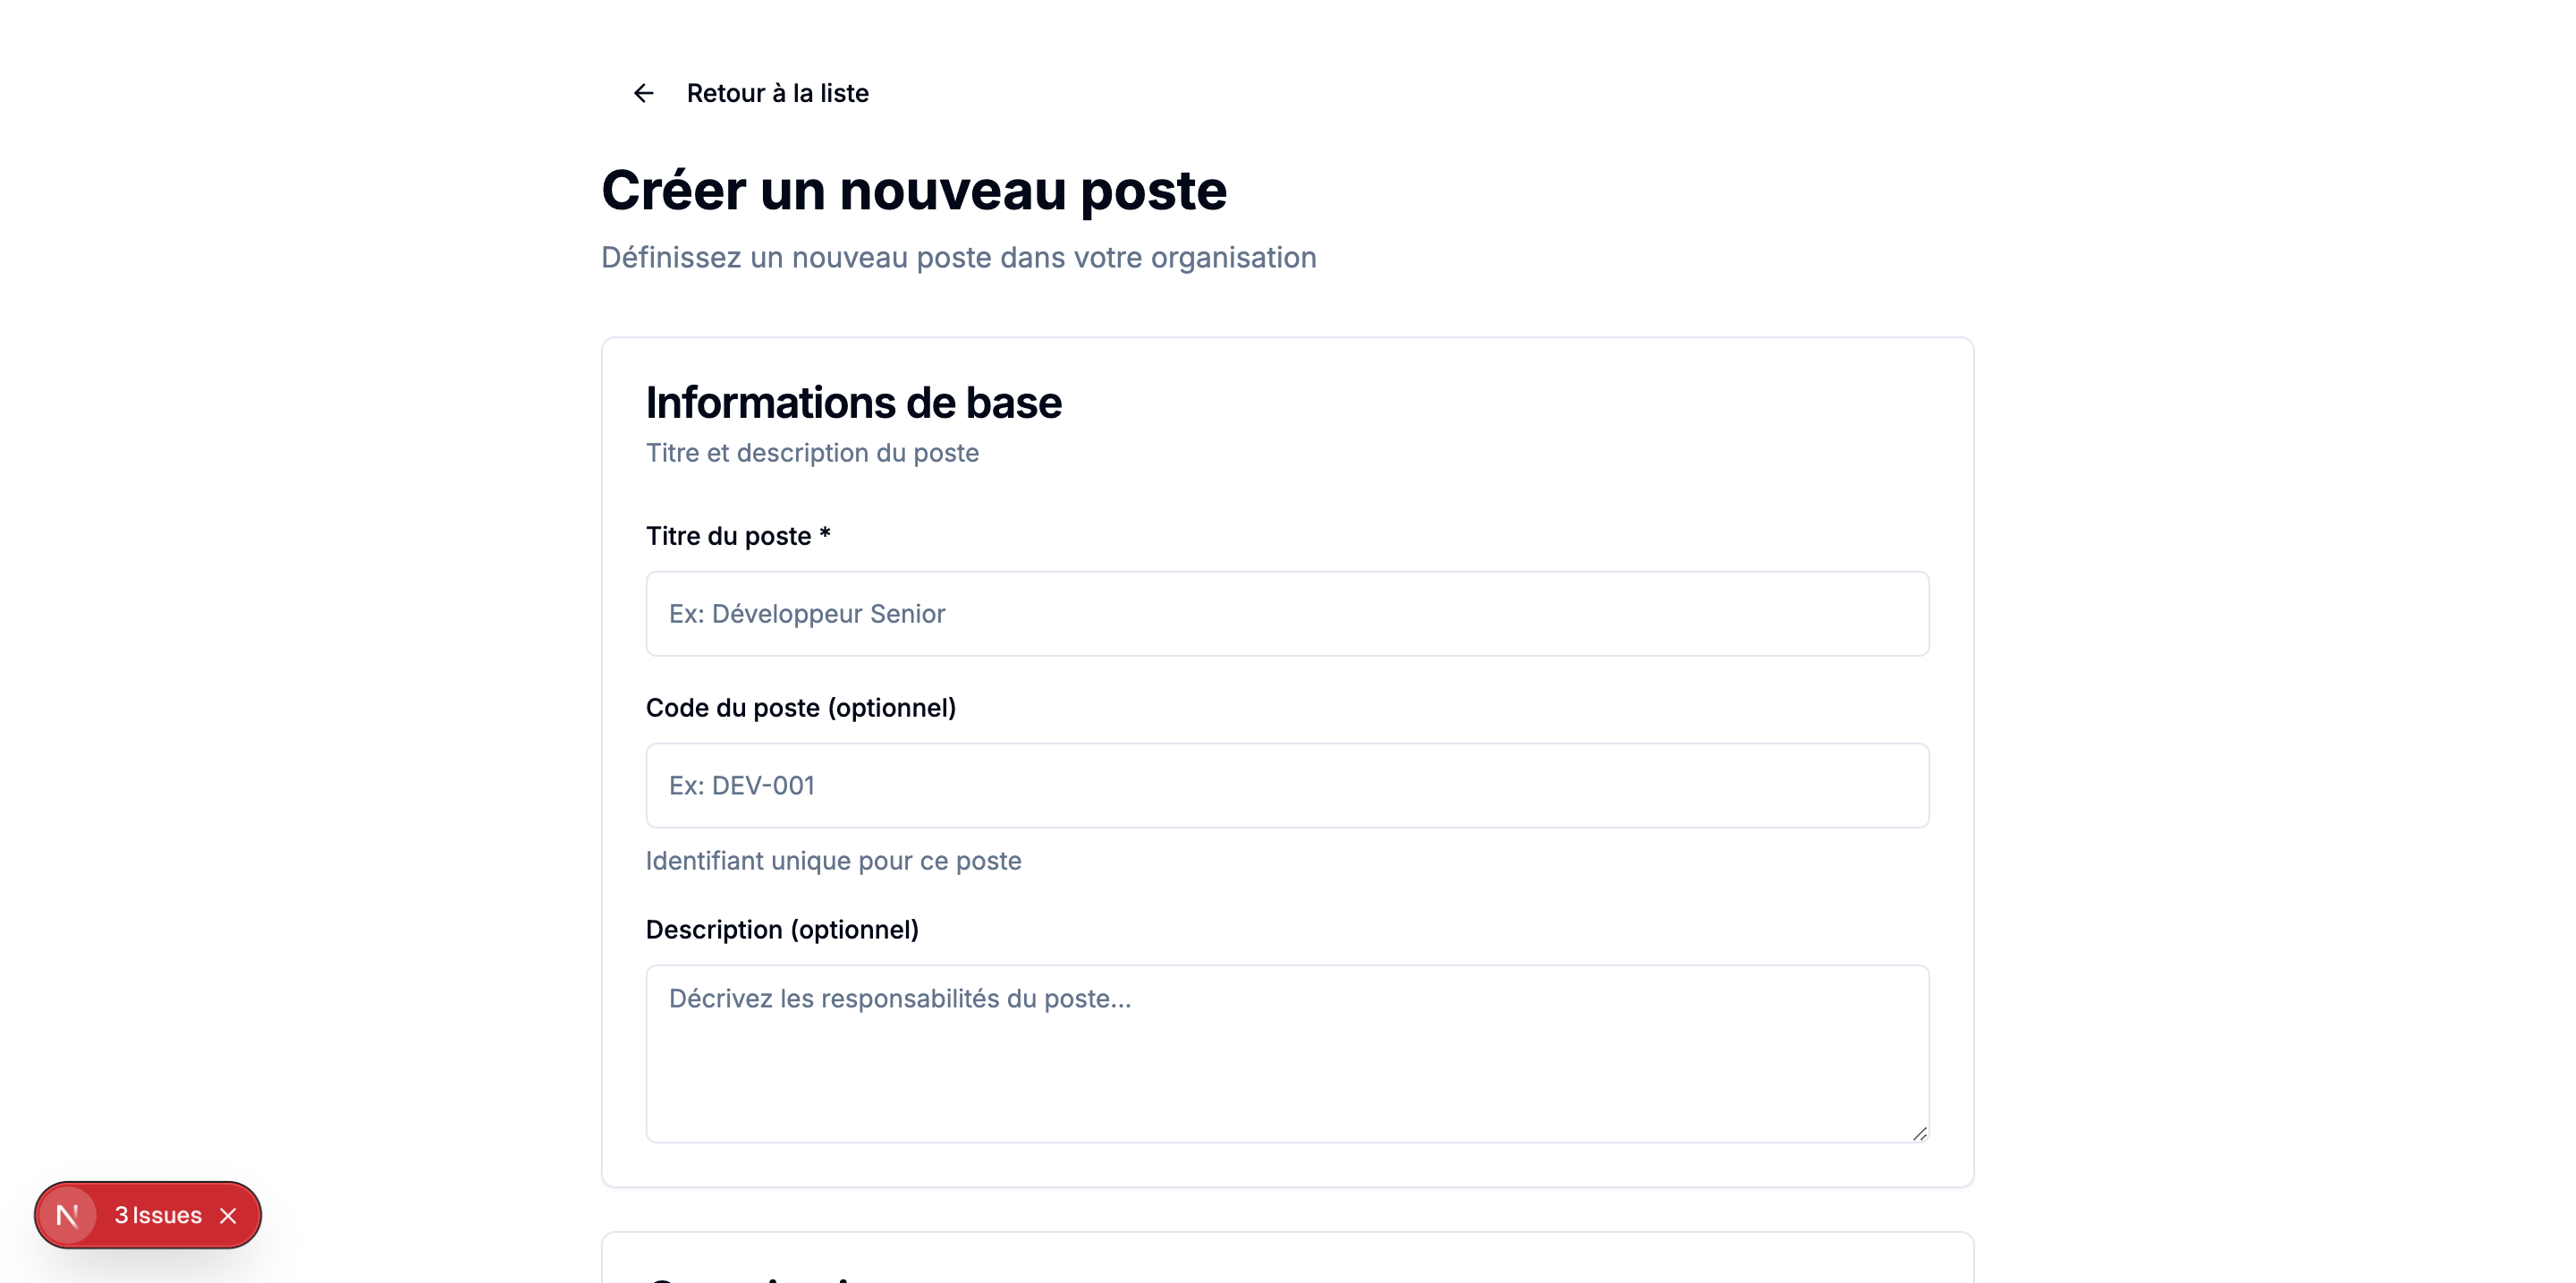 Retour à la liste
Créer un nouveau poste
Définissez un nouveau poste dans votre organisation
Informations de base
Titre et description du poste
Titre du poste *
Ex: Développeur Senior
Code du poste (optionnel)
Ex: DEV-001
Identifiant unique pour ce poste
Description (optionnel)
Décrivez les responsabilités du poste...
N 3 Issues